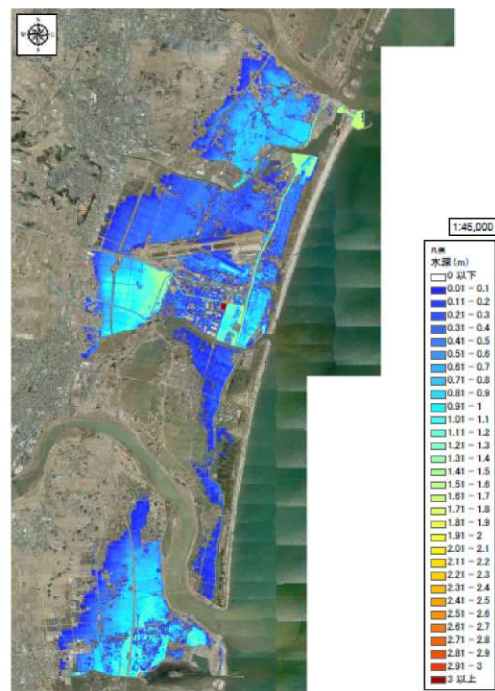 N
W
E
S
1:45,000
凡例
水深(m)
0 以下
0.01 - 0.1
0.11 - 0.2
0.21 - 0.3
0.31 - 0.4
0.41 - 0.5
0.51 - 0.6
0.61 - 0.7
0.71 - 0.8
0.81 - 0.9
0.91 - 1
1.01 - 1.1
1.11 - 1.2
1.21 - 1.3
1.31 - 1.4
1.41 - 1.5
1.51 - 1.6
1.61 - 1.7
1.71 - 1.8
1.81 - 1.9
1.91 - 2
2.01 - 2.1
2.11 - 2.2
2.21 - 2.3
2.31 - 2.4
2.41 - 2.5
2.51 - 2.6
2.61 - 2.7
2.71 - 2.8
2.81 - 2.9
2.91 - 3
3 以上